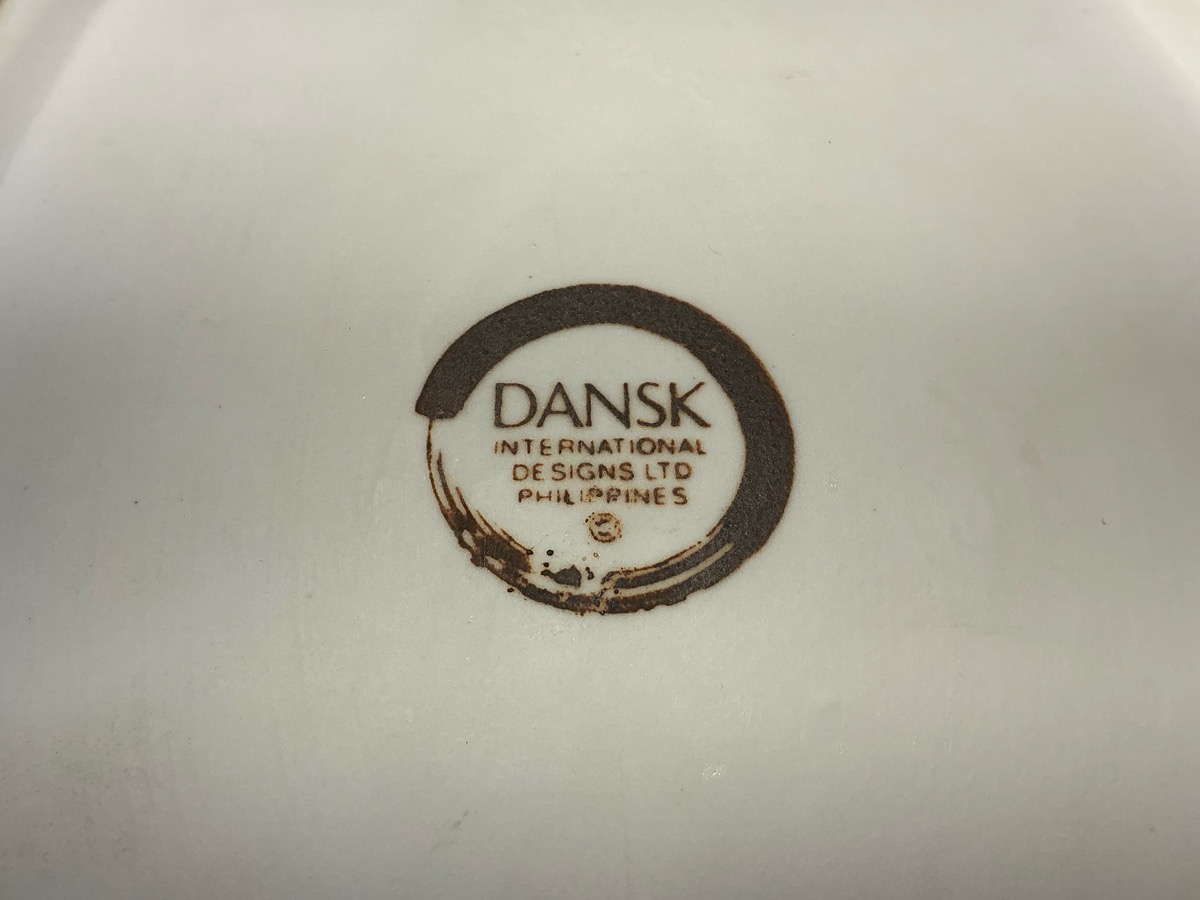 DANSK
INTERNATIONAL
DESIGNS LTD
PHILIPPINES
©